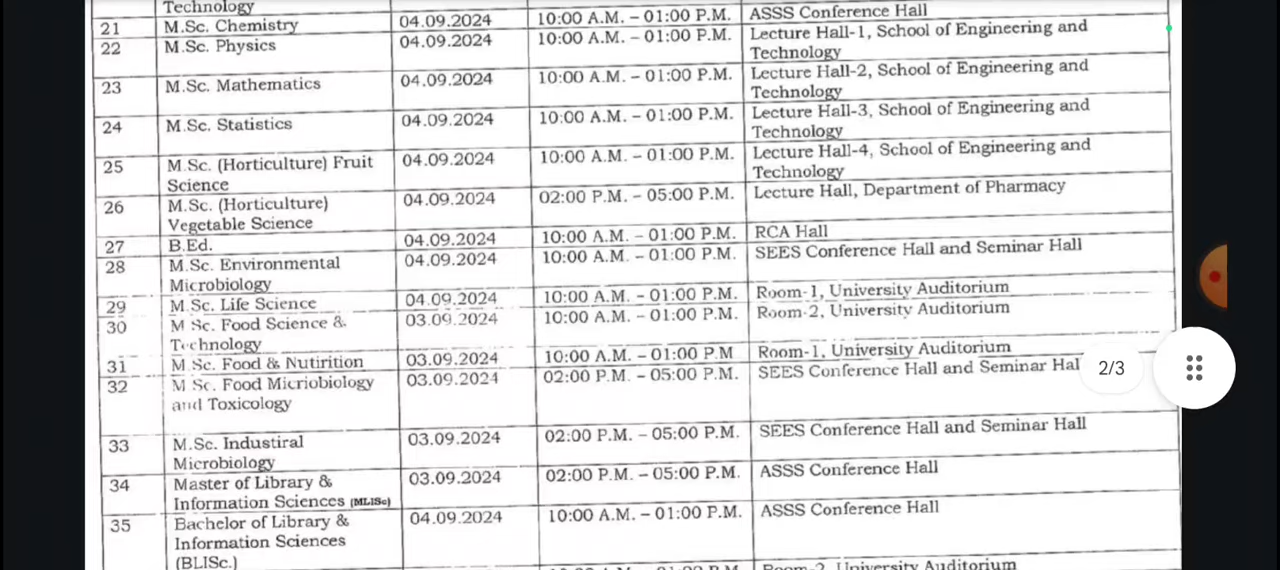 Technology
21 M.Sc. Chemistry 04.09.2024 10:00 A.M. – 01:00 P.M. ASSS Conference Hall
22 M.Sc. Physics 04.09.2024 10:00 A.M. – 01:00 P.M. Lecture Hall-1, School of Engineering and
Technology
23 M.Sc. Mathematics 04.09.2024 10:00 A.M. – 01:00 P.M. Lecture Hall-2, School of Engineering and
Technology
24 M.Sc. Statistics 04.09.2024 10:00 A.M. – 01:00 P.M. Lecture Hall-3, School of Engineering and
Technology
25 M.Sc. (Horticulture) Fruit 04.09.2024 10:00 A.M. – 01:00 P.M. Lecture Hall-4, School of Engineering and
Science Technology
26 M.Sc. (Horticulture) 04.09.2024 02:00 P.M. – 05:00 P.M. Lecture Hall, Department of Pharmacy
Vegetable Science
27 B.Ed. 04.09.2024 10:00 A.M. – 01:00 P.M. RCA Hall
28 M.Sc. Environmental 04.09.2024 10:00 A.M. – 01:00 P.M. SEES Conference Hall and Seminar Hall
Microbiology
29 M.Sc. Life Science 04.09.2024 10:00 A.M. – 01:00 P.M. Room-1, University Auditorium
30 M Sc. Food Science & 03.09.2024 10:00 A.M. – 01:00 P.M. Room-2, University Auditorium
Technology
31 M.Sc. Food & Nutirition 03.09.2024 10:00 A.M. – 01:00 P.M Room-1, University Auditorium
32 M Sc. Food Micriobiology 03.09.2024 02:00 P.M. – 05:00 P.M. SEES Conference Hall and Seminar Hal 2/3
and Toxicology
33 M.Sc. Industiral 03.09.2024 02:00 P.M. – 05:00 P.M. SEES Conference Hall and Seminar Hall
Microbiology
34 Master of Library & 03.09.2024 02:00 P.M. – 05:00 P.M. ASSS Conference Hall
Information Sciences (MLISc)
35 Bachelor of Library & 04.09.2024 10:00 A.M. – 01:00 P.M. ASSS Conference Hall
Information Sciences
(BLISc.)
Room-2, University Auditorium